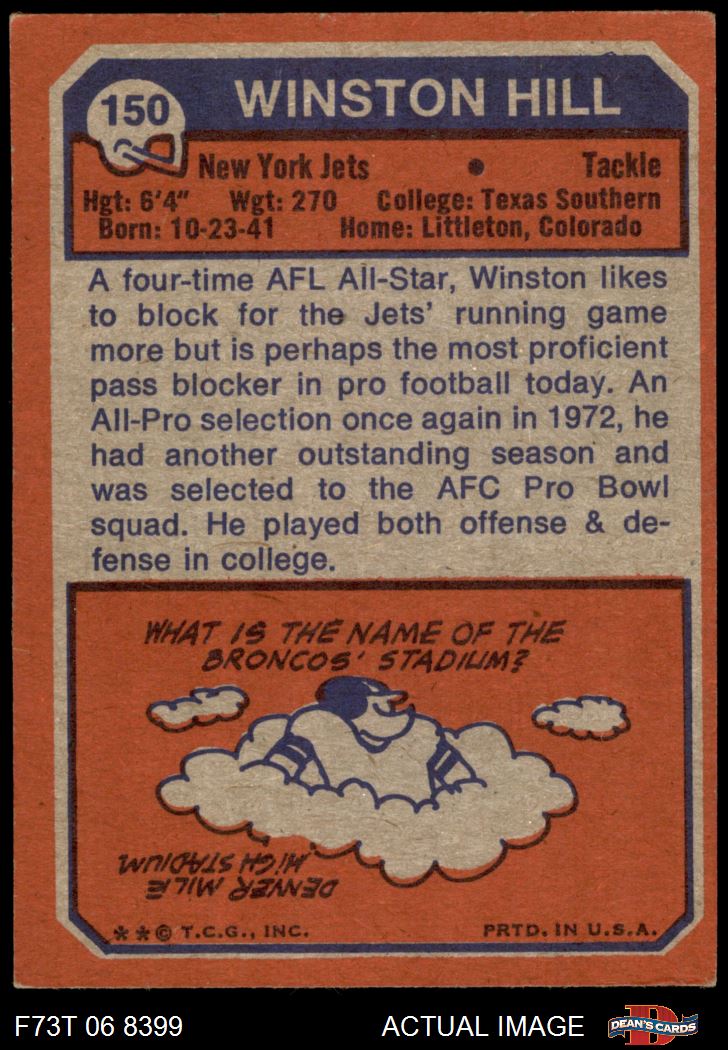 150
WINSTON HILL
New York Jets • Tackle
Hgt: 6'4" Wgt: 270 College: Texas Southern
Born: 10-23-41 Home: Littleton, Colorado
A four-time AFL All-Star, Winston likes
to block for the Jets' running game
more but is perhaps the most proficient
pass blocker in pro football today. An
All-Pro selection once again in 1972, he
had another outstanding season and
was selected to the AFC Pro Bowl
squad. He played both offense & de-
fense in college.
WHAT IS THE NAME OF THE
BRONCOS' STADIUM?
DENVER MILE
HIGH STADIUM
**© T.C.G., INC. PRTD. IN U.S.A.
F73T 06 8399 ACTUAL IMAGE
D
DEAN'S CARDS